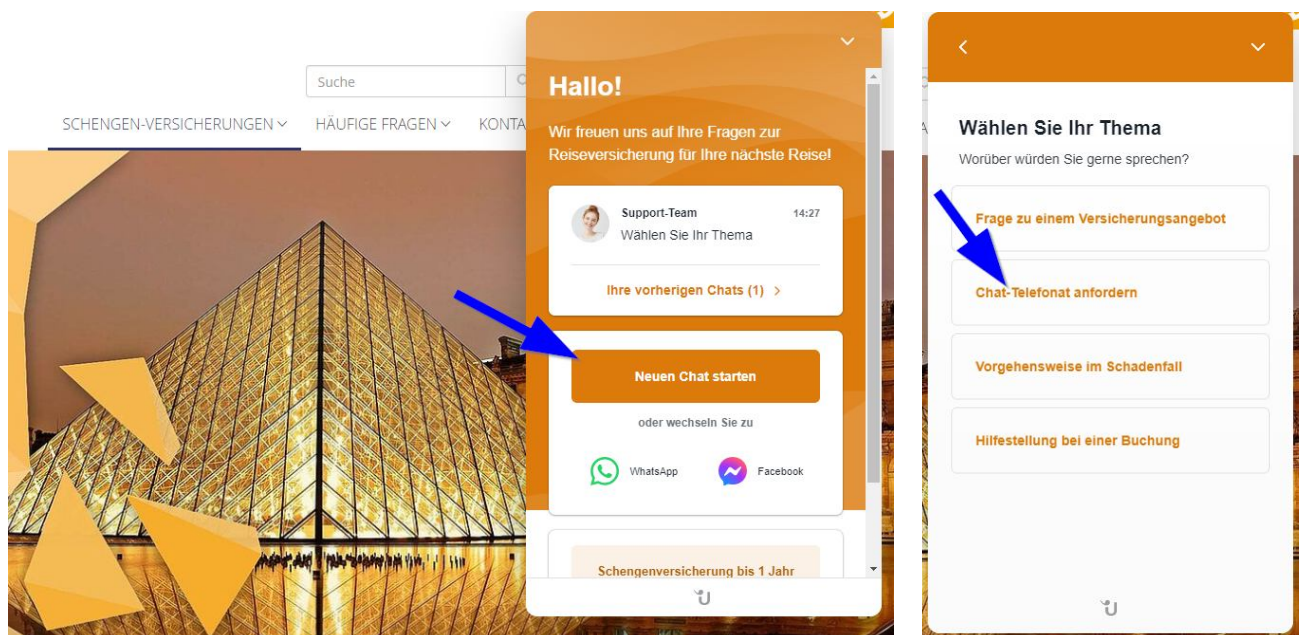 Suche
SCHENGEN-VERSICHERUNGEN
HÄUFIGE FRAGEN
Hallo!
Wir freuen uns auf Ihre Fragen zur
Reiseversicherung für Ihre nächste Reise!
Support-Team
14:27
Wählen Sie Ihr Thema
Ihre vorherigen Chats (1)
Neuen Chat starten
oder wechseln Sie zu
WhatsApp
Facebook
Schengenversicherung bis 1 Jahr
Wählen Sie Ihr Thema
Worüber würden Sie gerne sprechen?
Frage zu einem Versicherungsangebot
Chat-Telefonat anfordern
Vorgehensweise im Schadenfall
Hilfestellung bei einer Buchung